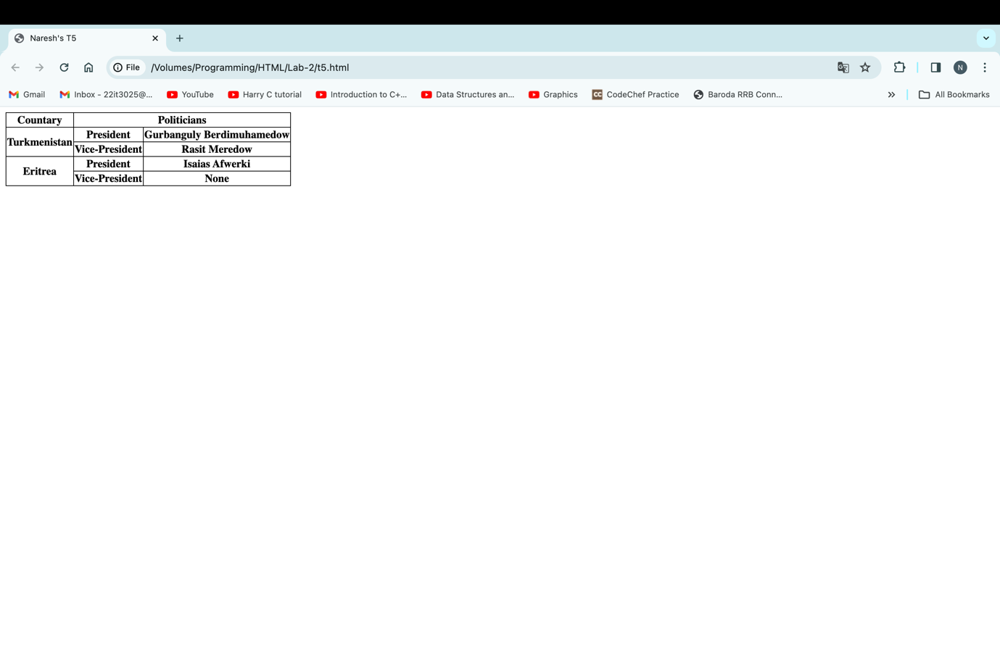 Naresh's T5
File /Volumes/Programming/HTML/Lab-2/t5.html N
Gmail Inbox - 22it3025@... YouTube Harry C tutorial Introduction to C+... Data Structures an... Graphics CC CodeChef Practice Baroda RRB Conn... All Bookmarks
Countary Politicians
Turkmenistan President Gurbanguly Berdimuhamedow
Vice-President Rasit Meredow
Eritrea President Isaias Afwerki
Vice-President None